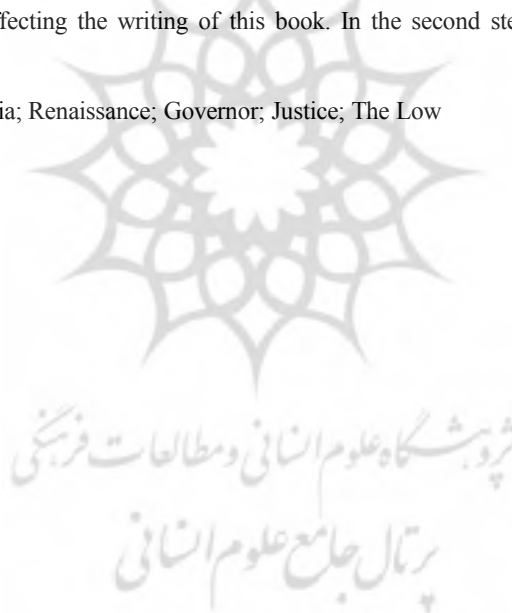 ffecting the writing of this book. In the second ste
ia; Renaissance; Governor; Justice; The Low
پژوهشگاه علوم انسانی و مطالعات فرهنگی
پرتال جامع علوم انسانی